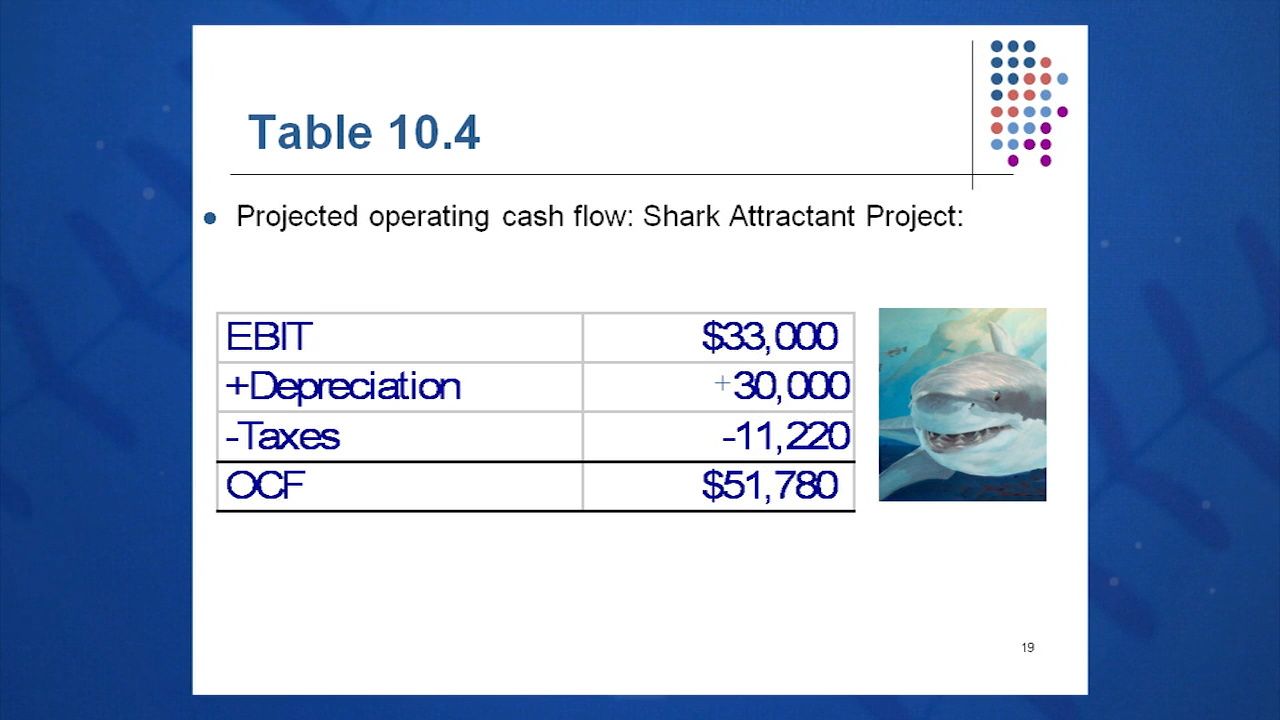 Table 10.4
Projected operating cash flow: Shark Attractant Project:
EBIT $33,000
+Depreciation +30,000
-Taxes -11,220
OCF $51,780
19